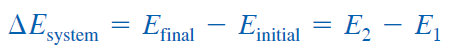 ΔE_system = E_final − E_initial = E_2 − E_1